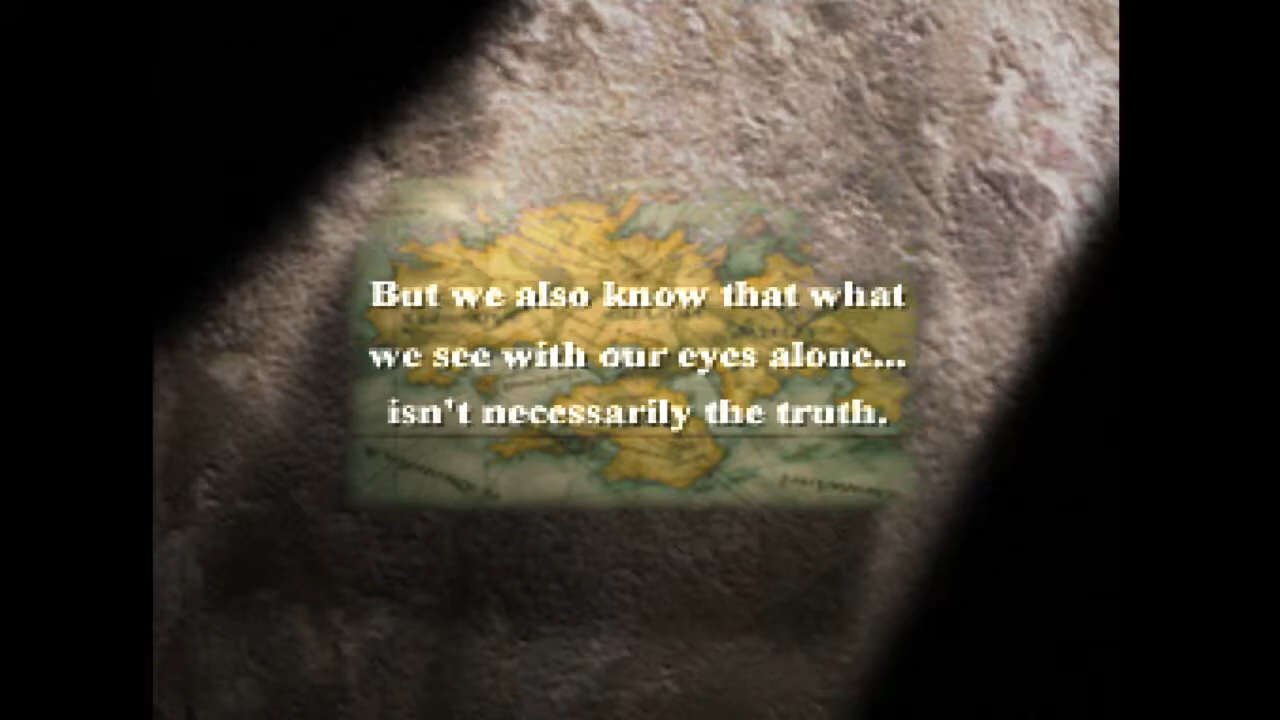 But we also know that what
we see with our eyes alone...
isn't necessarily the truth.